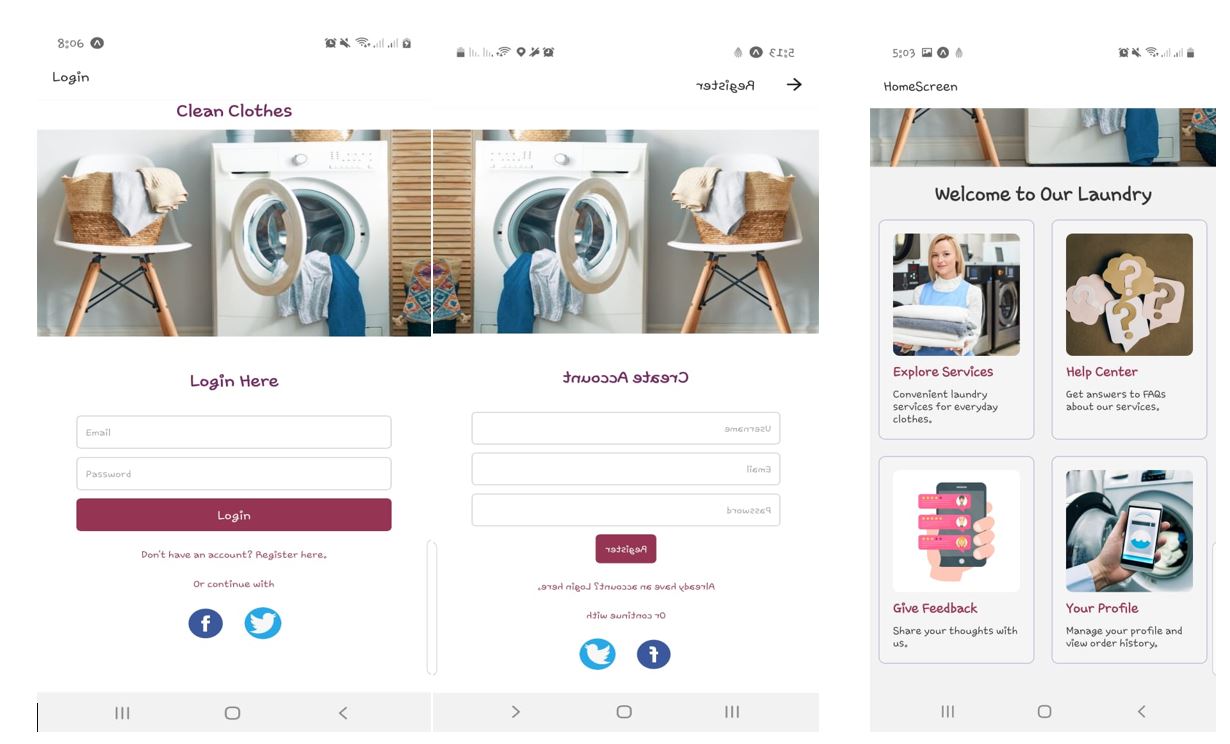 8:06
Login
Clean Clothes
Login Here
Email
Password
Login
Don't have an account? Register here.
Or continue with
f
5:13
Register
Create Account
Username
Email
Password
Register
Already have an account? Login here.
Or continue with
f
5:03
HomeScreen
Welcome to Our Laundry
Explore Services
Convenient laundry
services for everyday
clothes.
Help Center
Get answers to FAQs
about our services.
Give Feedback
Share your thoughts with
us.
Your Profile
Manage your profile and
view order history.